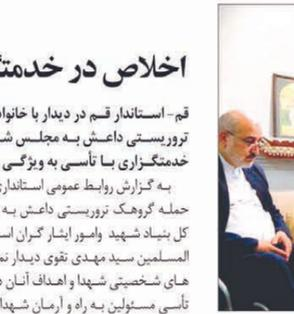 اخلاص در خدمت
قم- استاندار قم در دیدار با خانواد
تروریستی داعش به مجلس ش
خدمتگزاری با تأسی به ویژگی
به گزارش روابط عمومی استانداری
حمله گروهک تروریستی داعش به
کل بنیاد شهید وامور ایثار گران اس
المسلمین سید مهدی تقوی دیدار نم
های شخصیتی شهدا و اهداف آنان د
تأسی مسئولین به راه و آرمان شهدا